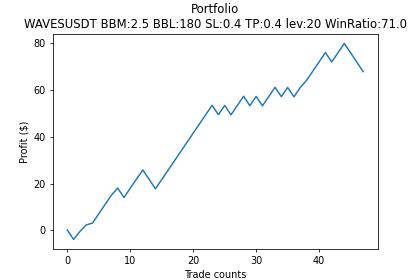 Portfolio
WAVESUSDT BBM:2.5 BBL:180 SL:0.4 TP:0.4 lev:20 WinRatio:71.0
80
60
40
20
0
Profit ($)
0 10 20 30 40
Trade counts